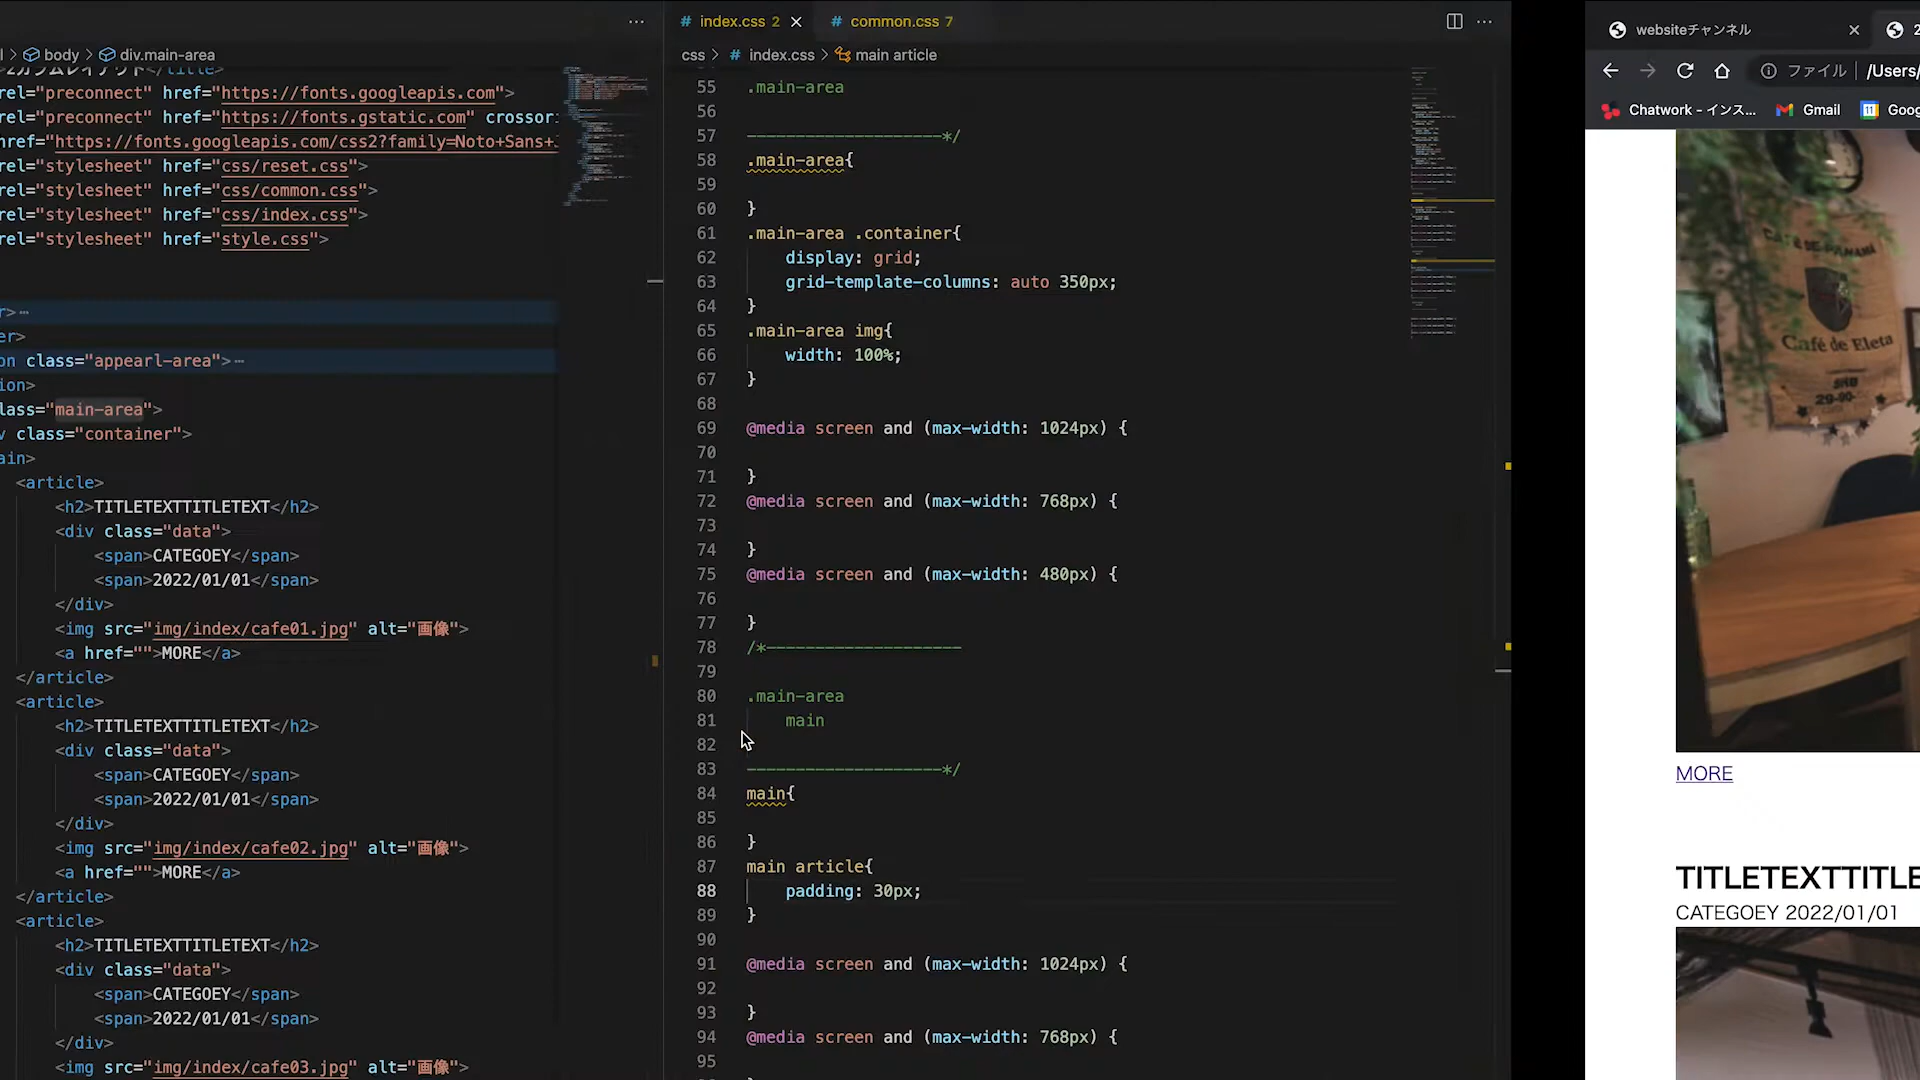 index.css 2
common.css 7
websiteチャンネル
body
div.main-area
css
index.css
main article
ファイル
/Users/
Chatwork - インス...
Gmail
Goog
2カラムレイアウト</title>
rel="preconnect" href="https://fonts.googleapis.com">
rel="preconnect" href="https://fonts.gstatic.com" crossor
href="https://fonts.googleapis.com/css2?family=Noto+Sans+
rel="stylesheet" href="css/reset.css">
rel="stylesheet" href="css/common.css">
rel="stylesheet" href="css/index.css">
rel="stylesheet" href="style.css">
r>…
er>
on class="appearl-area">…
ion>
lass="main-area">
v class="container">
ain>
<article>
<h2>TITLETEXTTITLETEXT</h2>
<div class="data">
<span>CATEGOEY</span>
<span>2022/01/01</span>
</div>
<img src="img/index/cafe01.jpg" alt="画像">
<a href="">MORE</a>
</article>
<article>
<h2>TITLETEXTTITLETEXT</h2>
<div class="data">
<span>CATEGOEY</span>
<span>2022/01/01</span>
</div>
<img src="img/index/cafe02.jpg" alt="画像">
<a href="">MORE</a>
</article>
<article>
<h2>TITLETEXTTITLETEXT</h2>
<div class="data">
<span>CATEGOEY</span>
<span>2022/01/01</span>
</div>
<img src="img/index/cafe03.jpg" alt="画像">
55 .main-area
56
57 --------------------*/
58 .main-area{
59
60 }
61 .main-area .container{
62 display: grid;
63 grid-template-columns: auto 350px;
64 }
65 .main-area img{
66 width: 100%;
67 }
68
69 @media screen and (max-width: 1024px) {
70
71 }
72 @media screen and (max-width: 768px) {
73
74 }
75 @media screen and (max-width: 480px) {
76
77 }
78 /*--------------------
79
80 .main-area
81 main
82
83 --------------------*/
84 main{
85
86 }
87 main article{
88 padding: 30px;
89 }
90
91 @media screen and (max-width: 1024px) {
92
93 }
94 @media screen and (max-width: 768px) {
95
CAFE DE PANAMA
Café de Eleta
SKB
29-90-
MORE
TITLETEXTTITLE
CATEGOEY 2022/01/01